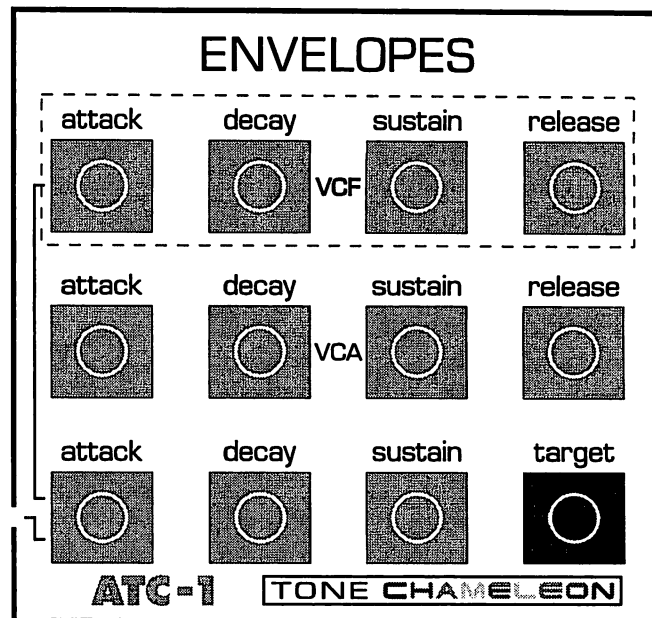 ENVELOPES
attack decay sustain release
VCF
attack decay sustain release
VCA
attack decay sustain target
ATC-1 TONE CHAMELEON